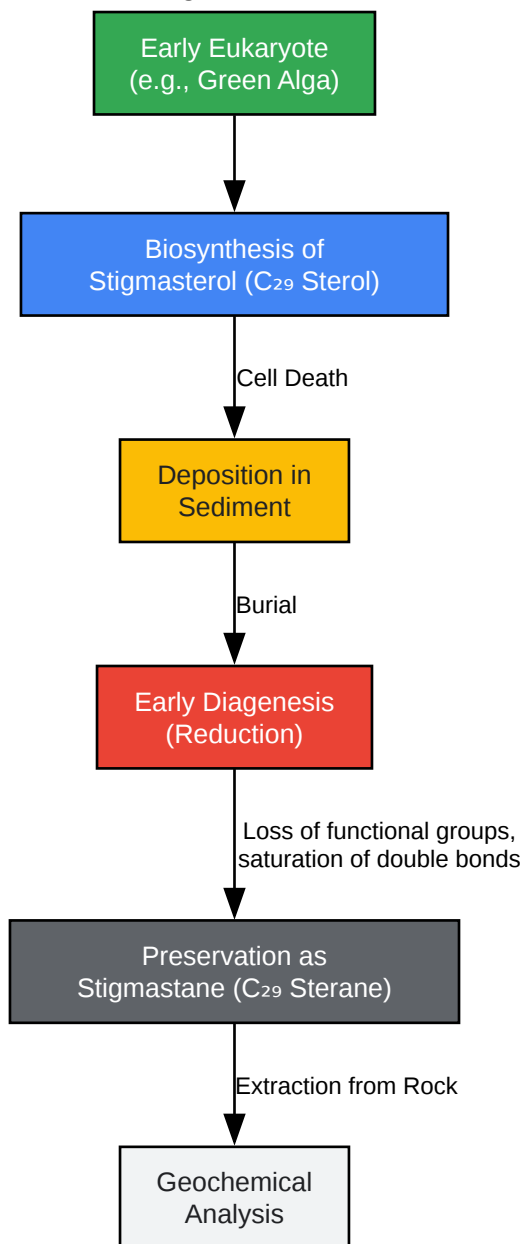 Early Eukaryote
(e.g., Green Alga)
Biosynthesis of
Stigmasterol (C₂₉ Sterol)
Cell Death
Deposition in
Sediment
Burial
Early Diagenesis
(Reduction)
Loss of functional groups,
saturation of double bonds
Preservation as
Stigmastane (C₂₉ Sterane)
Extraction from Rock
Geochemical
Analysis